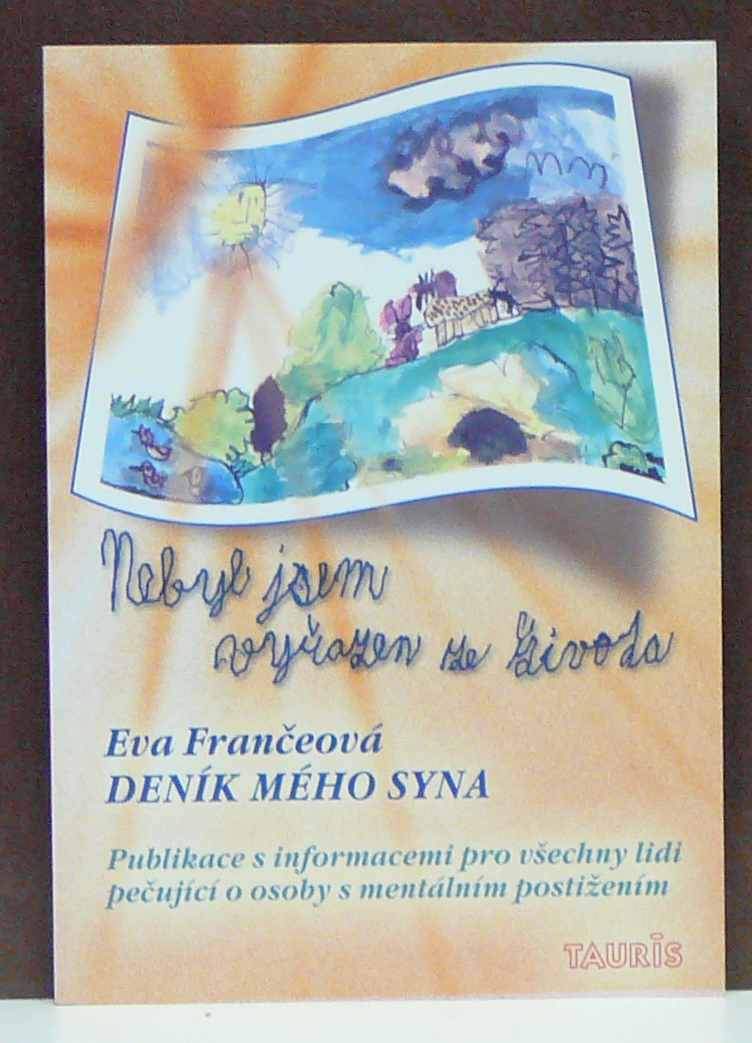 Nebyl jsem
vyřazen ze života
Eva Frančeová
DENÍK MÉHO SYNA
Publikace s informacemi pro všechny lidi
pečující o osoby s mentálním postižením
TAURIS